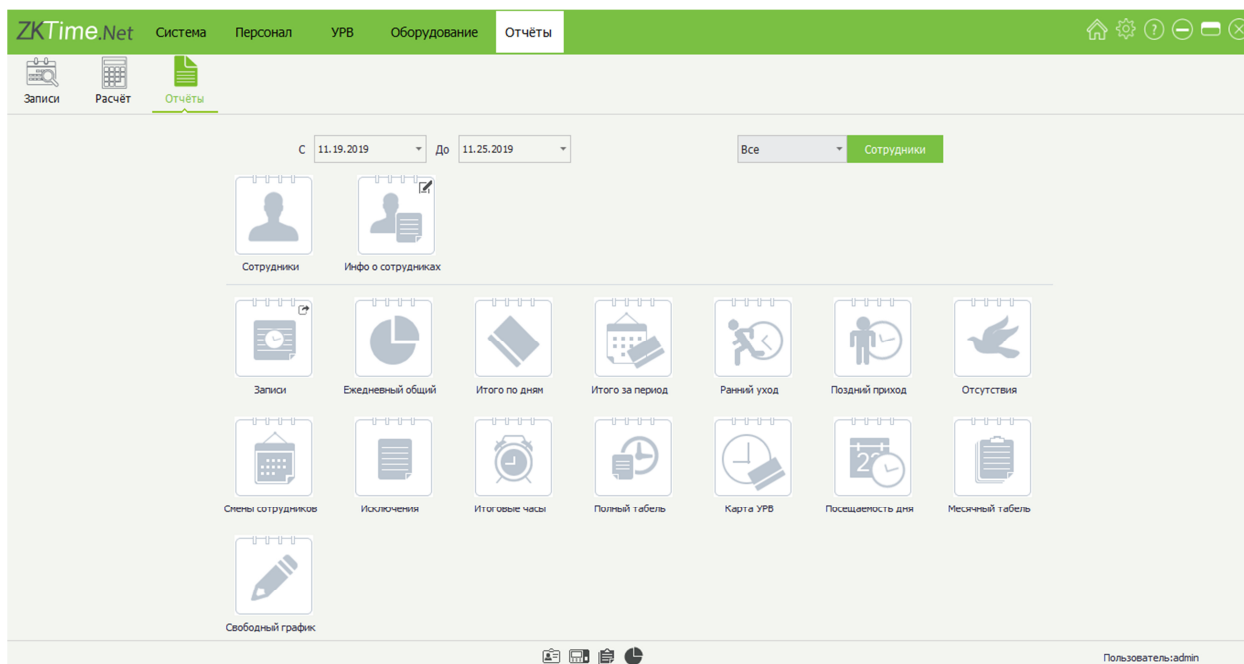 ZKTime.Net Система Персонал УРВ Оборудование Отчёты
Записи Расчёт Отчёты
С 11.19.2019 До 11.25.2019 Все Сотрудники
Сотрудники Инфо о сотрудниках
Записи Ежедневный общий Итого по дням Итого за период Ранний уход Поздний приход Отсутствия
22
Смены сотрудников Исключения Итоговые часы Полный табель Карта УРВ Посещаемость дня Месячный табель
Свободный график
Пользователь:admin